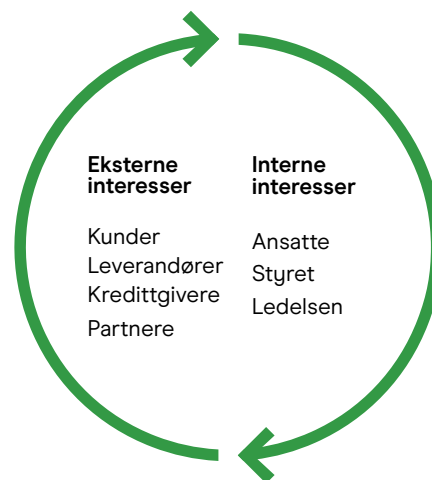 Eksterne
interesser
Kunder
Leverandører
Kredittgivere
Partnere
Interne
interesser
Ansatte
Styret
Ledelsen